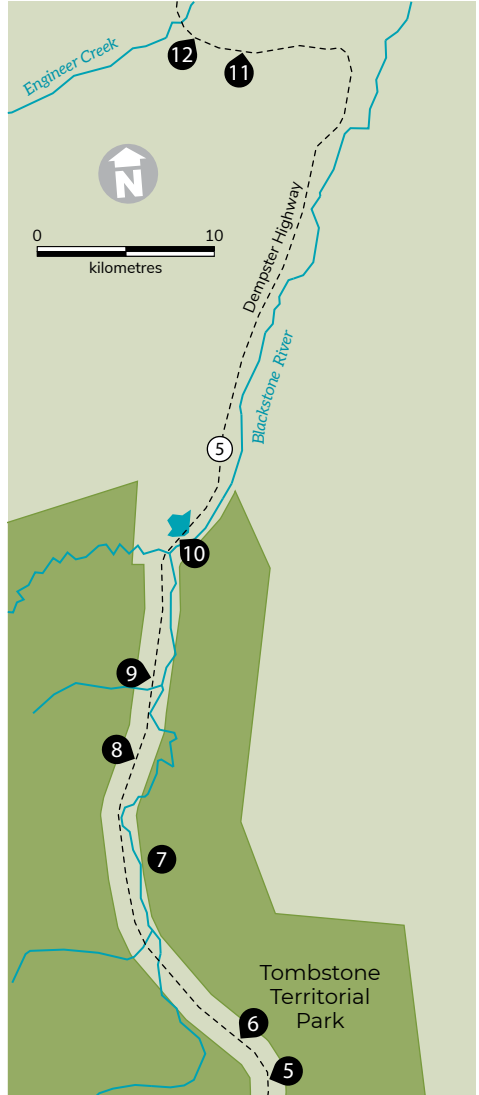 12
11
Engineer Creek
N
0 10
kilometres
Dempster Highway
Blackstone River
5
10
9
8
7
Tombstone
Territorial
Park
6
5